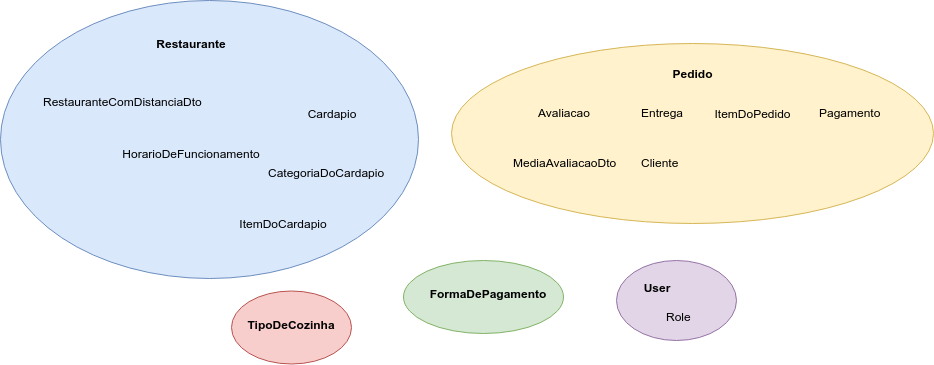 Restaurante
RestauranteComDistanciaDto
Cardapio
HorarioDeFuncionamento
CategoriaDoCardapio
ItemDoCardapio
Pedido
Avaliacao
Entrega
ItemDoPedido
Pagamento
MediaAvaliacaoDto
Cliente
TipoDeCozinha
FormaDePagamento
User
Role